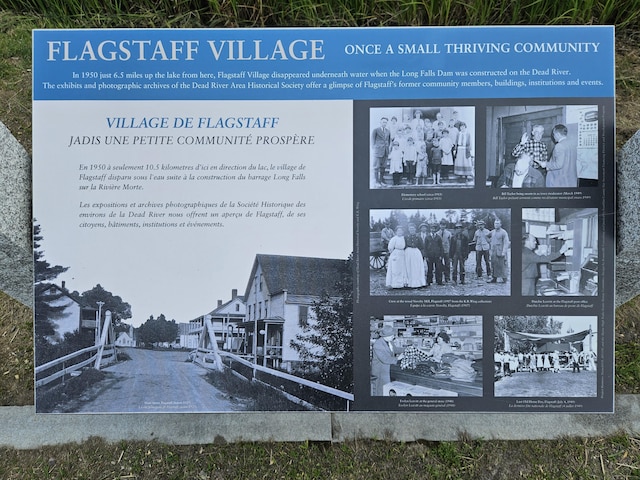 FLAGSTAFF VILLAGE ONCE A SMALL THRIVING COMMUNITY
In 1950 just 6.5 miles up the lake from here, Flagstaff Village disappeared underneath water when the Long Falls Dam was constructed on the Dead River.
The exhibits and photographic archives of the Dead River Area Historical Society offer a glimpse of Flagstaff's former community members, buildings, institutions and events.
VILLAGE DE FLAGSTAFF
JADIS UNE PETITE COMMUNITÉ PROSPÈRE
En 1950 à seulement 10.5 kilometres d'ici en direction du lac, le village de
Flagstaff disparu sous l'eau suite à la construction du barrage Long Falls
sur la Rivière Morte.
Les expositions et archives photographiques de la Société Historique des
environs de la Dead River nous offrent un aperçu de Flagstaff, de ses
citoyens, bâtiments, institutions et événements.